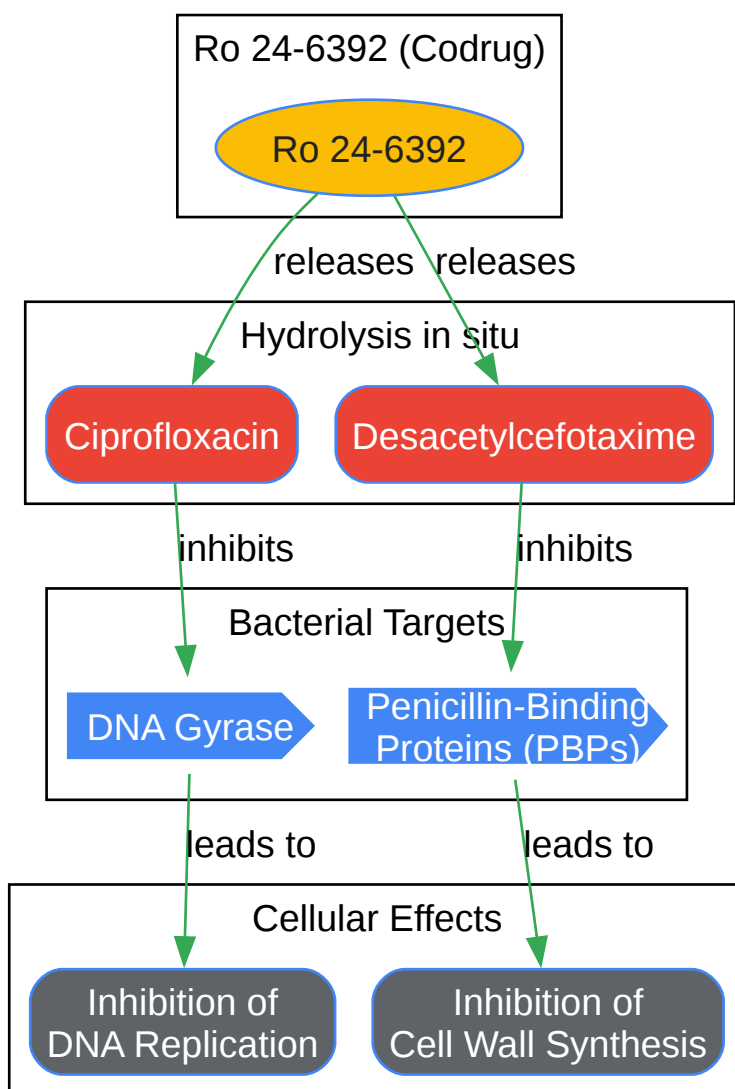 Ro 24-6392 (Codrug)
Ro 24-6392
releases
releases
Hydrolysis in situ
Ciprofloxacin
Desacetylcefotaxime
inhibits
inhibits
Bacterial Targets
DNA Gyrase
Penicillin-Binding
Proteins (PBPs)
leads to
leads to
Cellular Effects
Inhibition of
DNA Replication
Inhibition of
Cell Wall Synthesis